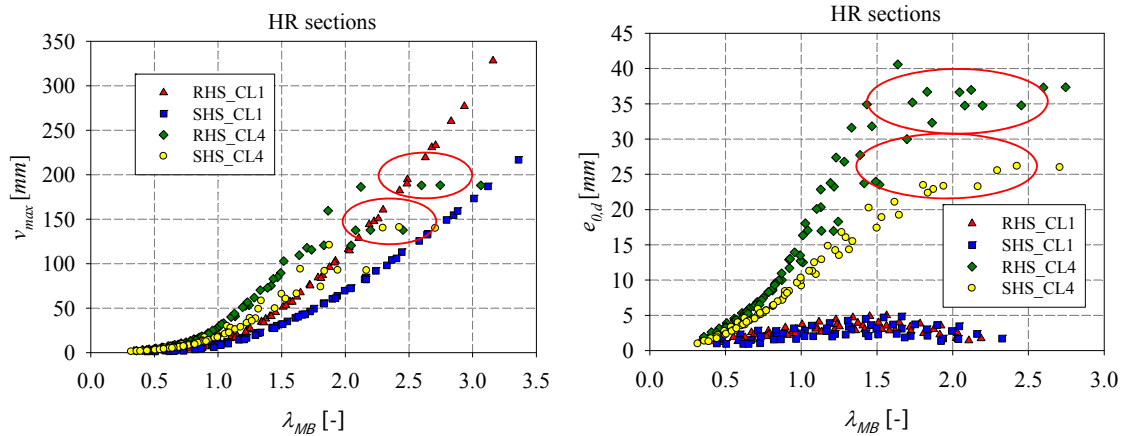 HR sections
350
300
250
200
150
100
50
0
v_max [mm]
RHS_CL1
SHS_CL1
RHS_CL4
SHS_CL4
0.0 0.5 1.0 1.5 2.0 2.5 3.0 3.5
λ_MB [-]
HR sections
45
40
35
30
25
20
15
10
5
0
e_0,d [mm]
RHS_CL1
SHS_CL1
RHS_CL4
SHS_CL4
0.0 0.5 1.0 1.5 2.0 2.5 3.0
λ_MB [-]